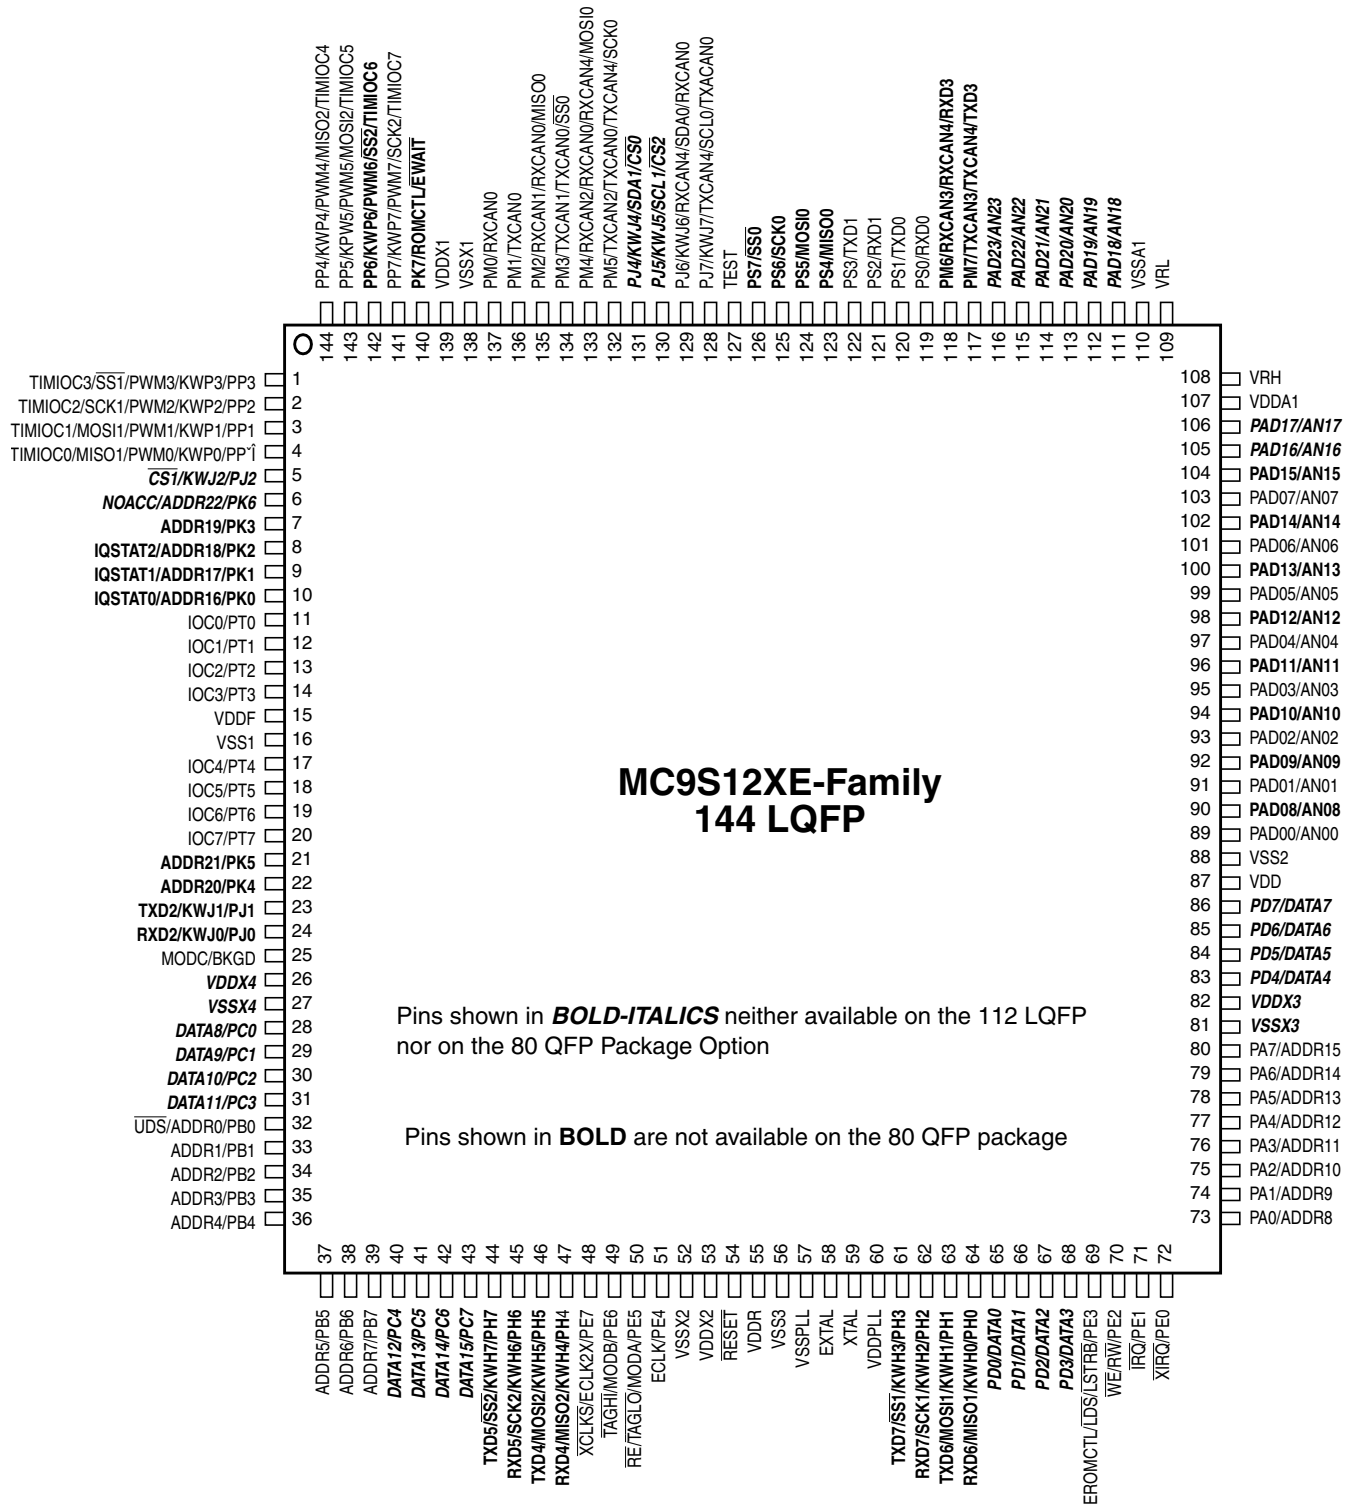 PP4/KWP4/PWM4/MISO2/TIMIOC4
PP5/KPW5/PWM5/MOSI2/TIMIOC5
PP6/KWP6/PWM6/SS2/TIMIOC6
PP7/KWP7/PWM7/SCK2/TIMIOC7
PK7/ROMCTL/EWAIT
VDDX1
VSSX1
PM0/RXCAN0
PM1/TXCAN0
PM2/RXCAN1/RXCAN0/MISO0
PM3/TXCAN1/TXCAN0/SS0
PM4/RXCAN2/RXCAN0/RXCAN4/MOSI0
PM5/TXCAN2/TXCAN0/TXCAN4/SCK0
PJ4/KWJ4/SDA1/CS0
PJ5/KWJ5/SCL1/CS2
PJ6/KWJ6/RXCAN4/SDA0/RXCAN0
PJ7/KWJ7/TXCAN4/SCL0/TXACAN0
TEST
PS7/SS0
PS6/SCK0
PS5/MOSI0
PS4/MISO0
PS3/TXD1
PS2/RXD1
PS1/TXD0
PS0/RXD0
PM6/RXCAN3/RXCAN4/RXD3
PM7/TXCAN3/TXCAN4/TXD3
PAD23/AN23
PAD22/AN22
PAD21/AN21
PAD20/AN20
PAD19/AN19
PAD18/AN18
VSSA1
VRL
144 143 142 141 140 139 138 137 136 135 134 133 132 131 130 129 128 127 126 125 124 123 122 121 120 119 118 117 116 115 114 113 112 111 110 109
TIMIOC3/SS1/PWM3/KWP3/PP3 1
TIMIOC2/SCK1/PWM2/KWP2/PP2 2
TIMIOC1/MOSI1/PWM1/KWP1/PP1 3
TIMIOC0/MISO1/PWM0/KWP0/PPˇÎ 4
CS1/KWJ2/PJ2 5
NOACC/ADDR22/PK6 6
ADDR19/PK3 7
IQSTAT2/ADDR18/PK2 8
IQSTAT1/ADDR17/PK1 9
IQSTAT0/ADDR16/PK0 10
IOC0/PT0 11
IOC1/PT1 12
IOC2/PT2 13
IOC3/PT3 14
VDDF 15
VSS1 16
IOC4/PT4 17
IOC5/PT5 18
IOC6/PT6 19
IOC7/PT7 20
ADDR21/PK5 21
ADDR20/PK4 22
TXD2/KWJ1/PJ1 23
RXD2/KWJ0/PJ0 24
MODC/BKGD 25
VDDX4 26
VSSX4 27
DATA8/PC0 28
DATA9/PC1 29
DATA10/PC2 30
DATA11/PC3 31
UDS/ADDR0/PB0 32
ADDR1/PB1 33
ADDR2/PB2 34
ADDR3/PB3 35
ADDR4/PB4 36
MC9S12XE-Family
144 LQFP
Pins shown in BOLD-ITALICS neither available on the 112 LQFP
nor on the 80 QFP Package Option
Pins shown in BOLD are not available on the 80 QFP package
108 VRH
107 VDDA1
106 PAD17/AN17
105 PAD16/AN16
104 PAD15/AN15
103 PAD07/AN07
102 PAD14/AN14
101 PAD06/AN06
100 PAD13/AN13
99 PAD05/AN05
98 PAD12/AN12
97 PAD04/AN04
96 PAD11/AN11
95 PAD03/AN03
94 PAD10/AN10
93 PAD02/AN02
92 PAD09/AN09
91 PAD01/AN01
90 PAD08/AN08
89 PAD00/AN00
88 VSS2
87 VDD
86 PD7/DATA7
85 PD6/DATA6
84 PD5/DATA5
83 PD4/DATA4
82 VDDX3
81 VSSX3
80 PA7/ADDR15
79 PA6/ADDR14
78 PA5/ADDR13
77 PA4/ADDR12
76 PA3/ADDR11
75 PA2/ADDR10
74 PA1/ADDR9
73 PA0/ADDR8
37 38 39 40 41 42 43 44 45 46 47 48 49 50 51 52 53 54 55 56 57 58 59 60 61 62 63 64 65 66 67 68 69 70 71 72
ADDR5/PB5
ADDR6/PB6
ADDR7/PB7
DATA12/PC4
DATA13/PC5
DATA14/PC6
DATA15/PC7
TXD5/SS2/KWH7/PH7
RXD5/SCK2/KWH6/PH6
TXD4/MOSI2/KWH5/PH5
RXD4/MISO2/KWH4/PH4
XCLKS/ECLK2X/PE7
TAGHI/MODB/PE6
RE/TAGLO/MODA/PE5
ECLK/PE4
VSSX2
VDDX2
RESET
VDDR
VSS3
VSSPLL
EXTAL
XTAL
VDDPLL
TXD7/SS1/KWH3/PH3
RXD7/SCK1/KWH2/PH2
TXD6/MOSI1/KWH1/PH1
RXD6/MISO1/KWH0/PH0
PD0/DATA0
PD1/DATA1
PD2/DATA2
PD3/DATA3
EROMCTL/LDS/LSTRB/PE3
WE/RW/PE2
IRQ/PE1
XIRQ/PE0